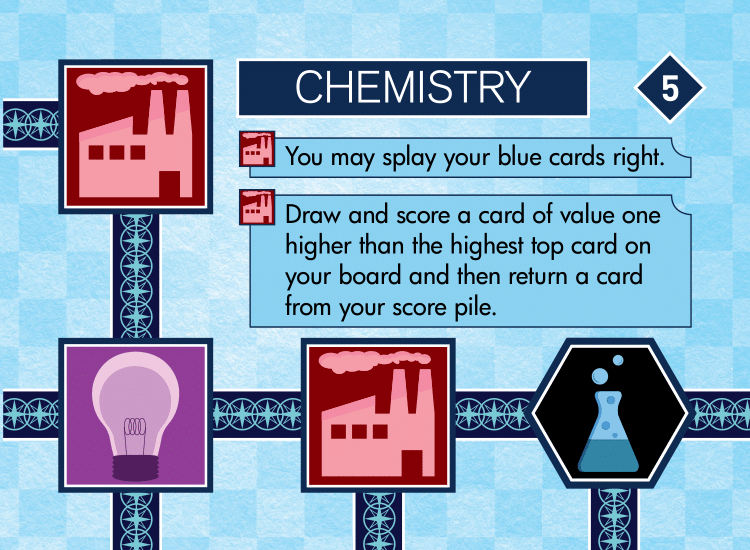 CHEMISTRY
5
You may splay your blue cards right.
Draw and score a card of value one
higher than the highest top card on
your board and then return a card
from your score pile.